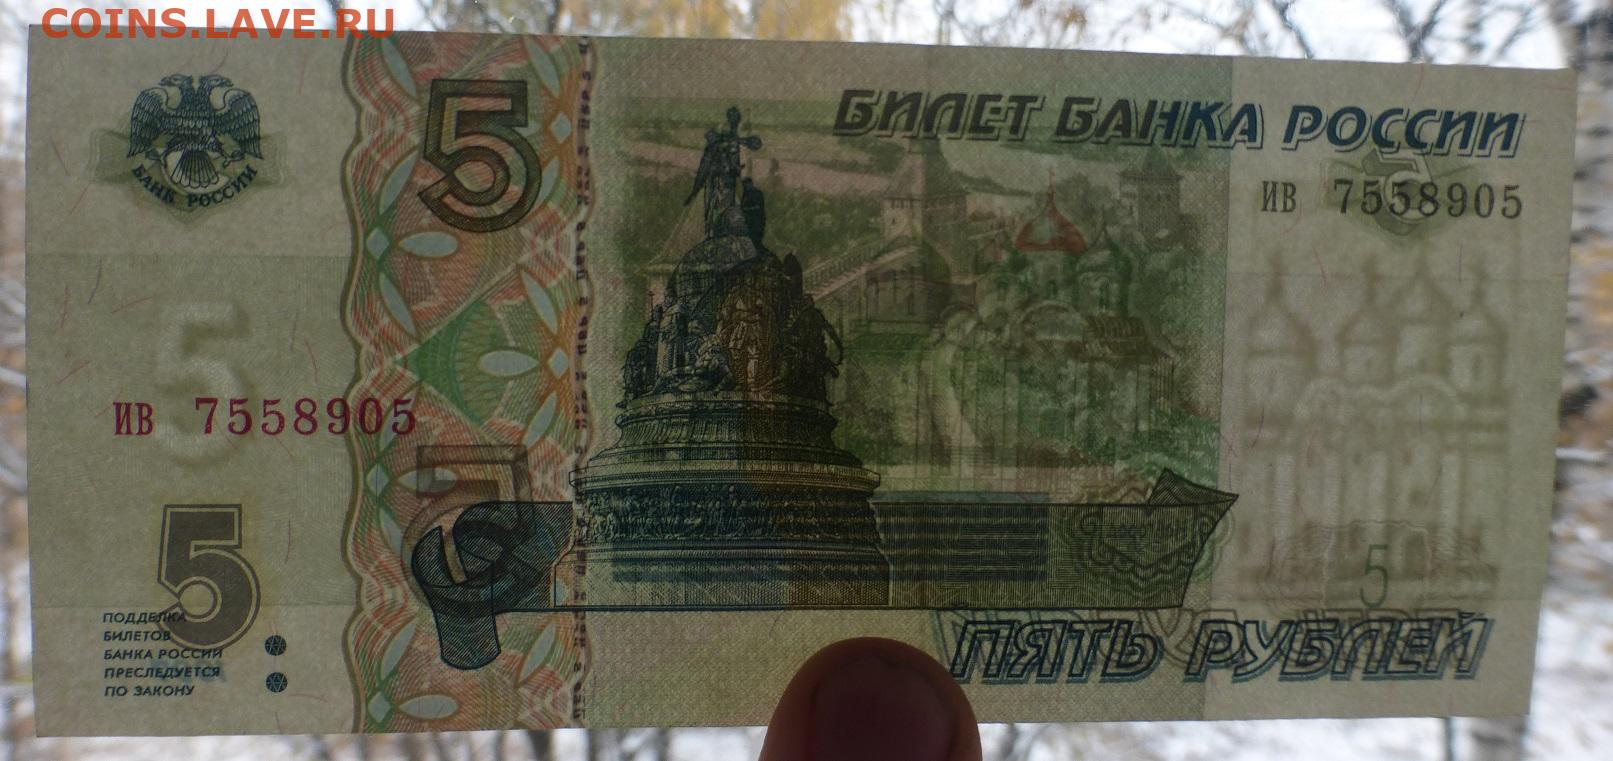 COINS.LAVE.RU
БАНК РОССИИ
5
БИЛЕТ БАНКА РОССИИ
ИВ 7558905
5
ИВ 7558905
5
5
ПОДДЕЛКА
БИЛЕТОВ
БАНКА РОССИИ
ПРЕСЛЕДУЕТСЯ
ПО ЗАКОНУ
ПЯТЬ РУБЛЕЙ